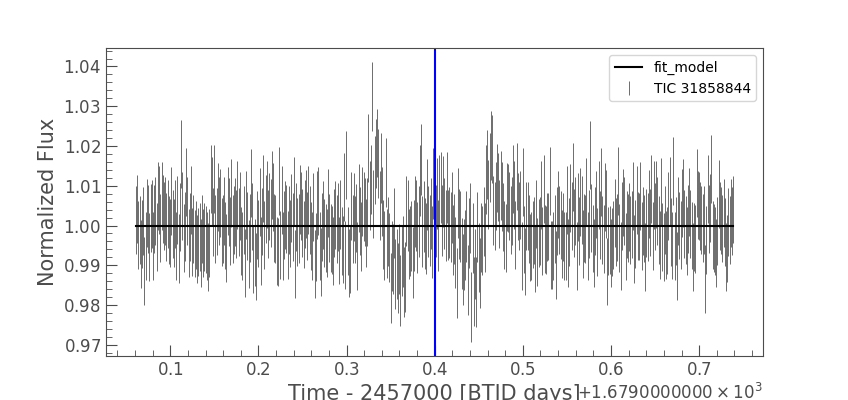 fit_model
TIC 31858844
Normalized Flux
1.04
1.03
1.02
1.01
1.00
0.99
0.98
0.97
0.1 0.2 0.3 0.4 0.5 0.6 0.7
Time - 2457000 [BTJD days]
+1.6790000000 × 10³